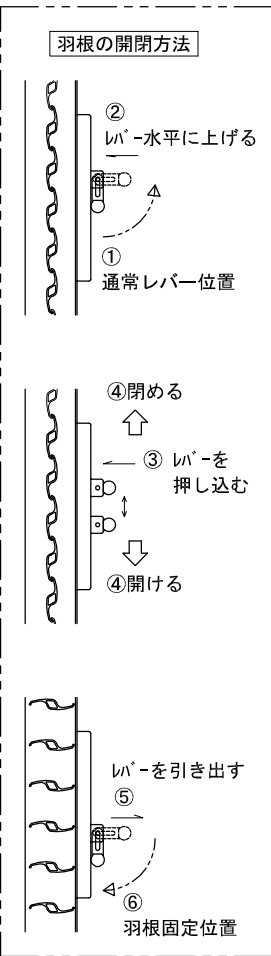 羽根の開閉方法
②
ﾚﾊﾞｰ水平に上げる
①
通常レバー位置
④閉める
③ ﾚﾊﾞｰを
押し込む
④開ける
ﾚﾊﾞｰを引き出す
⑤
⑥
羽根固定位置